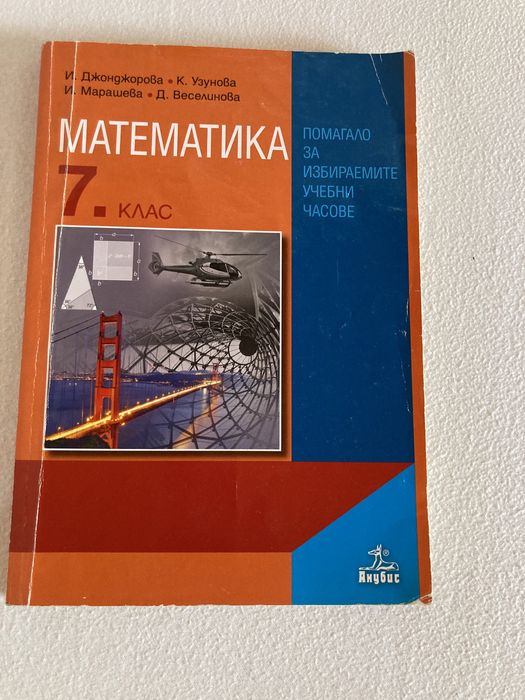 И. Джонджорова • К. Узунова
И. Марашева • Д. Веселинова
МАТЕМАТИКА
7. КЛАС
ПОМАГАЛО
ЗА
ИЗБИРАЕМИТЕ
УЧЕБНИ
ЧАСОВЕ
Анубис ®